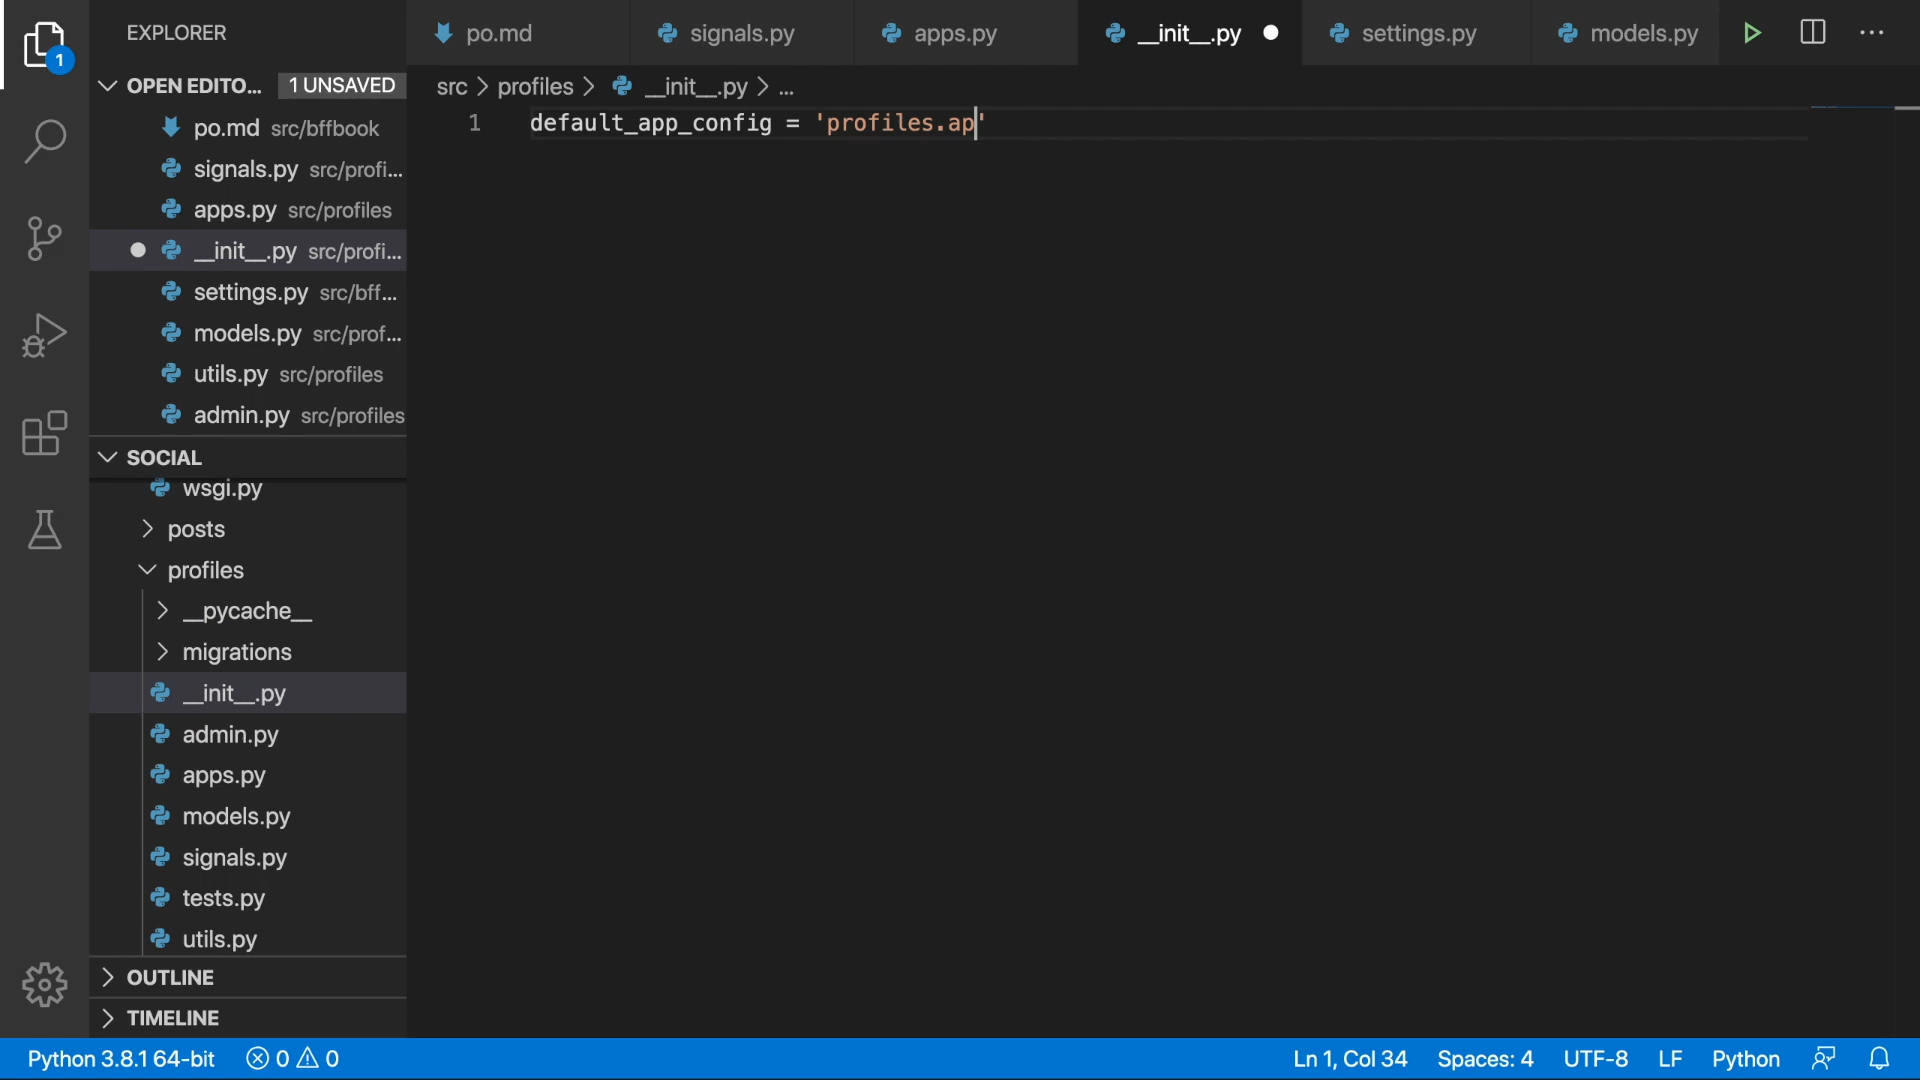 EXPLORER
po.md
signals.py
apps.py
__init__.py
settings.py
models.py
1
OPEN EDITO... 1 UNSAVED
src > profiles > __init__.py > ...
po.md src/bffbook
signals.py src/profi...
apps.py src/profiles
__init__.py src/profi...
settings.py src/bff...
models.py src/prof...
utils.py src/profiles
admin.py src/profiles
1 default_app_config = 'profiles.ap'
SOCIAL
wsgi.py
posts
profiles
__pycache__
migrations
__init__.py
admin.py
apps.py
models.py
signals.py
tests.py
utils.py
OUTLINE
TIMELINE
Python 3.8.1 64-bit 0 0 Ln 1, Col 34 Spaces: 4 UTF-8 LF Python